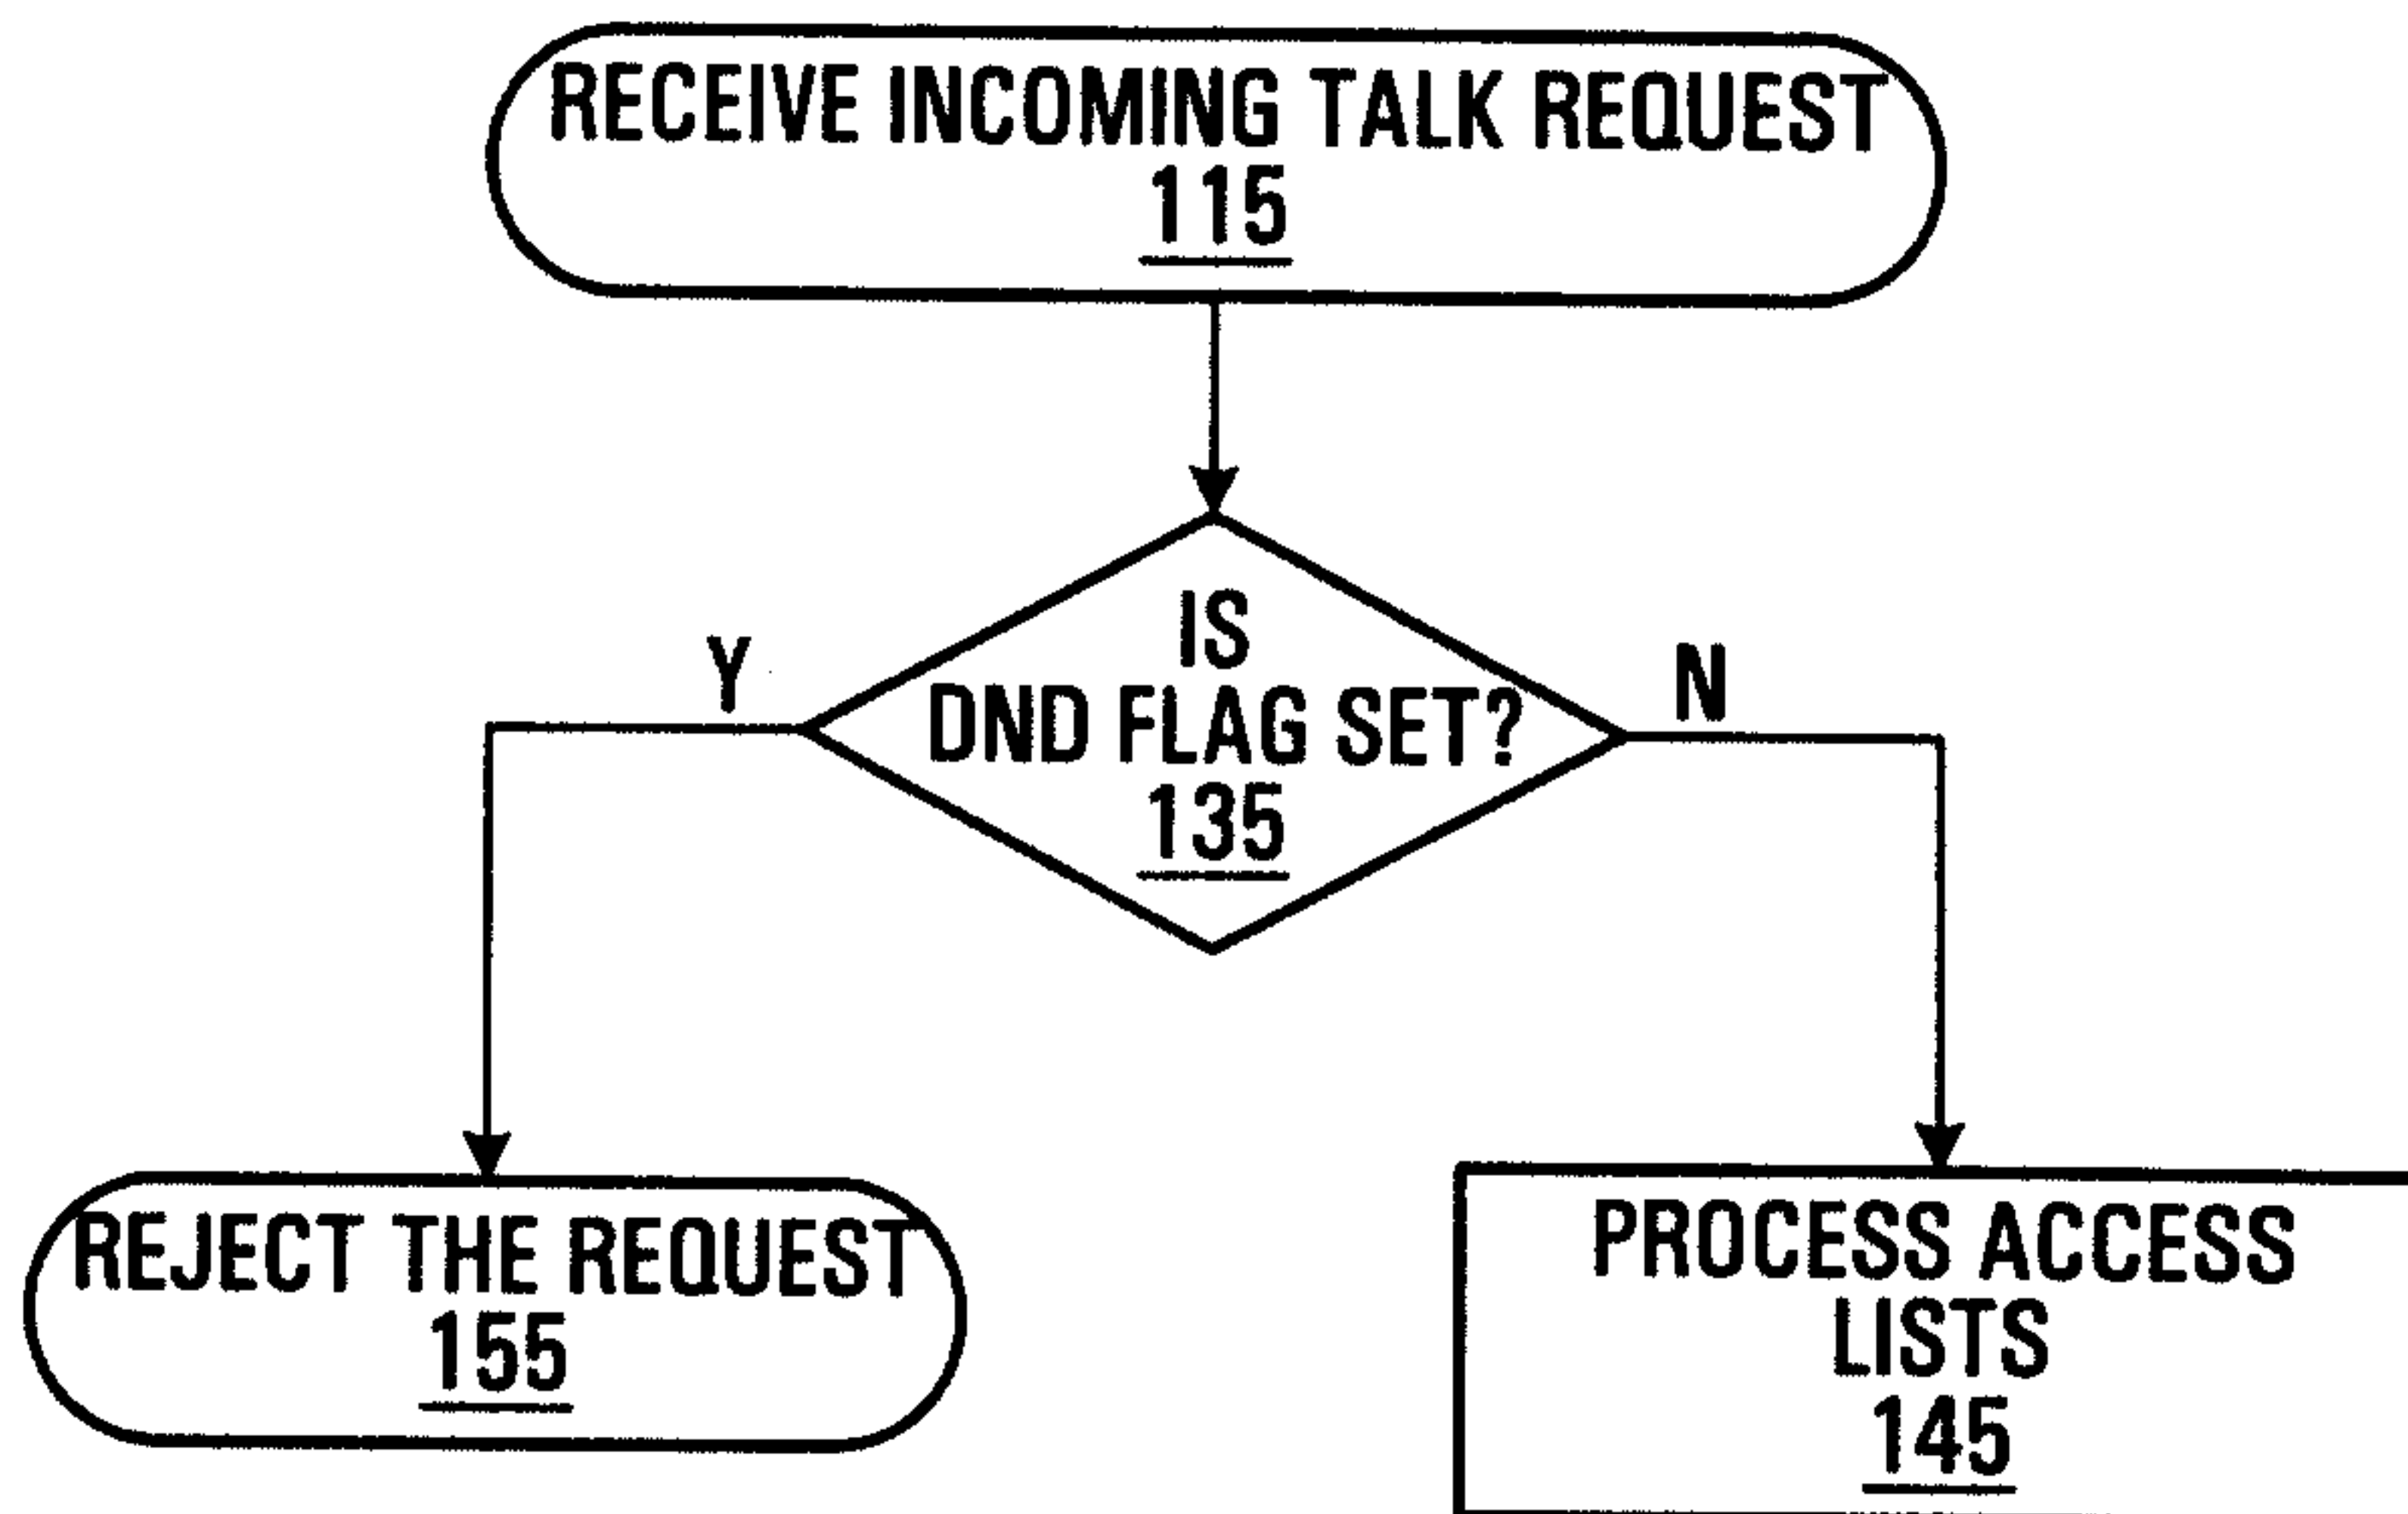 RECEIVE INCOMING TALK REQUEST
115
IS
DND FLAG SET?
135
Y
N
REJECT THE REQUEST
155
PROCESS ACCESS
LISTS
145